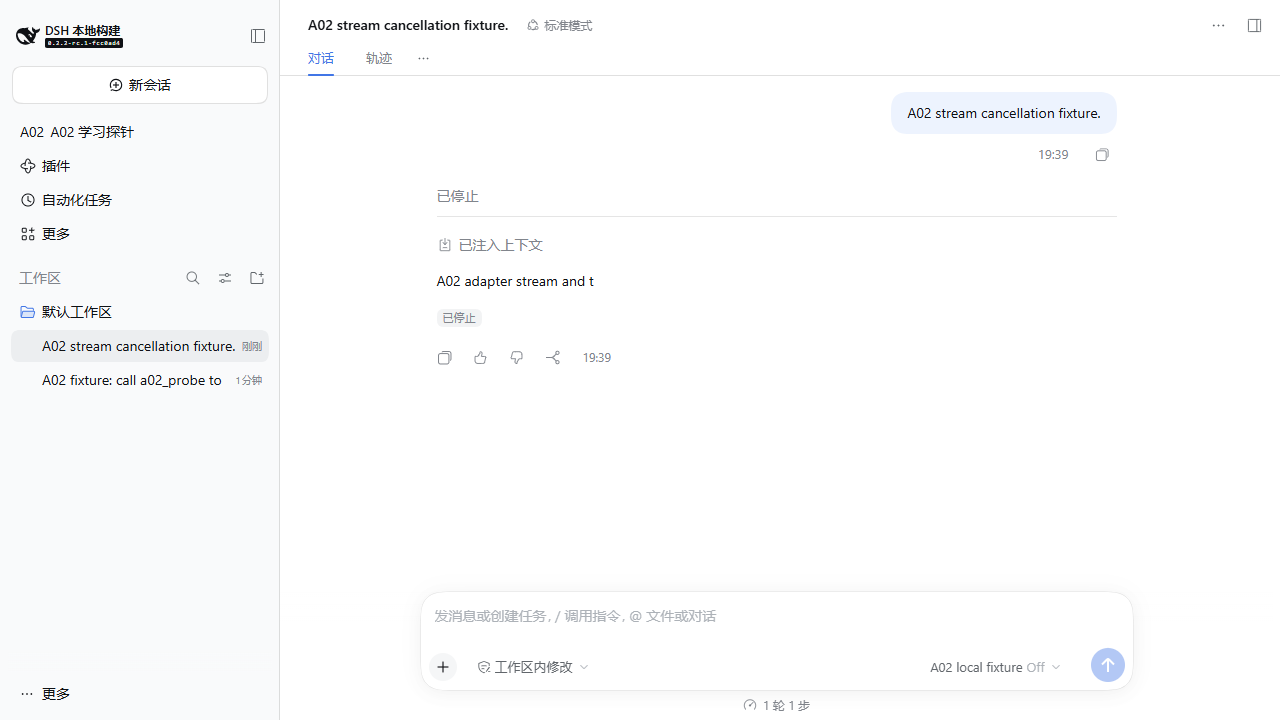 DSH 本地构建
0.3.2-rc.1-fcc0ad4
新会话
A02 A02 学习探针
插件
自动化任务
更多
工作区
默认工作区
A02 stream cancellation fixture. 刚刚
A02 fixture: call a02_probe to 1分钟
更多
A02 stream cancellation fixture. 标准模式
对话 轨迹
A02 stream cancellation fixture.
19:39
已停止
已注入上下文
A02 adapter stream and t
已停止
19:39
发消息或创建任务, / 调用指令, @ 文件或对话
工作区内修改
A02 local fixture Off
1 轮 1 步